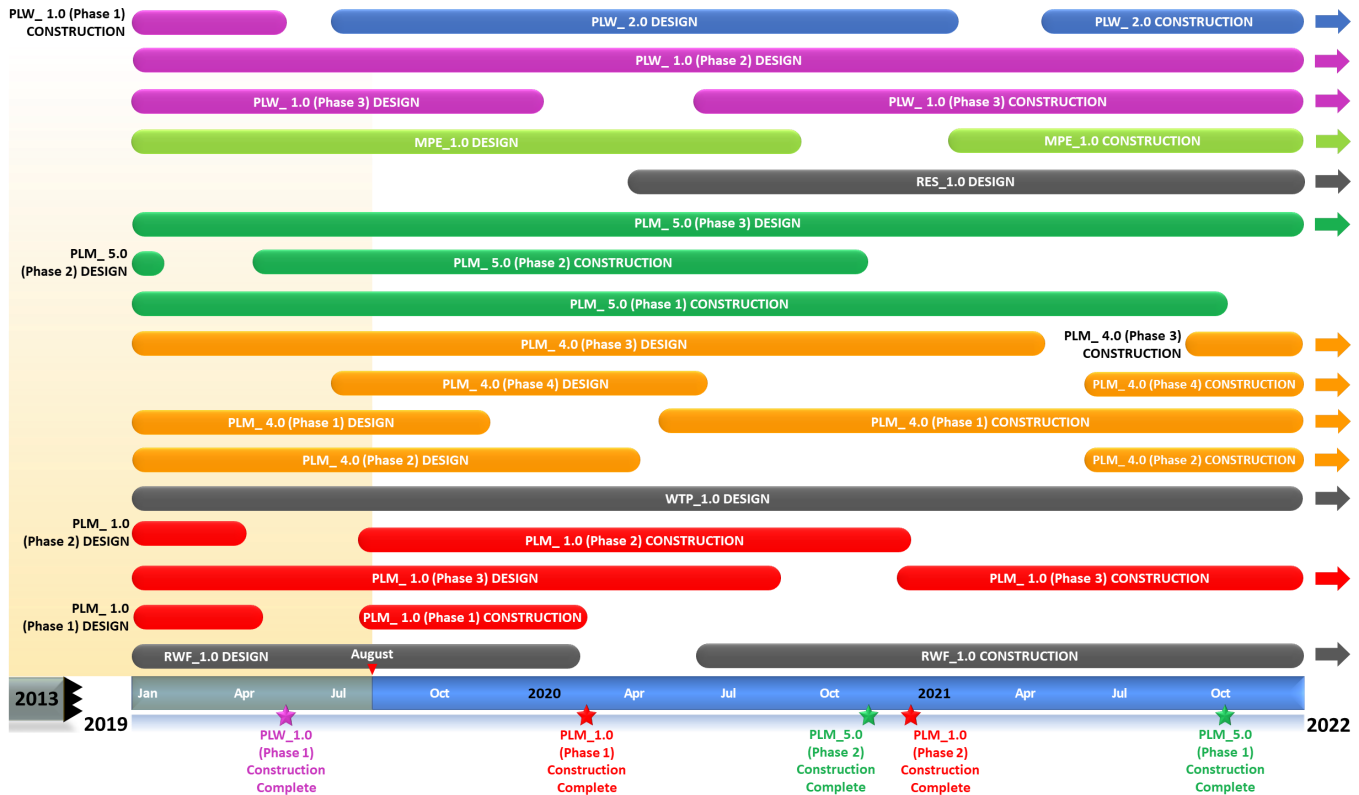 PLW_ 1.0 (Phase 1)
CONSTRUCTION
PLW_ 2.0 DESIGN
PLW_ 2.0 CONSTRUCTION
PLW_ 1.0 (Phase 2) DESIGN
PLW_ 1.0 (Phase 3) DESIGN
PLW_ 1.0 (Phase 3) CONSTRUCTION
MPE_1.0 DESIGN
MPE_1.0 CONSTRUCTION
RES_1.0 DESIGN
PLM_ 5.0 (Phase 3) DESIGN
PLM_ 5.0
(Phase 2) DESIGN
PLM_ 5.0 (Phase 2) CONSTRUCTION
PLM_ 5.0 (Phase 1) CONSTRUCTION
PLM_ 4.0 (Phase 3) DESIGN
PLM_ 4.0 (Phase 3)
CONSTRUCTION
PLM_ 4.0 (Phase 4) DESIGN
PLM_ 4.0 (Phase 4) CONSTRUCTION
PLM_ 4.0 (Phase 1) DESIGN
PLM_ 4.0 (Phase 1) CONSTRUCTION
PLM_ 4.0 (Phase 2) DESIGN
PLM_ 4.0 (Phase 2) CONSTRUCTION
WTP_1.0 DESIGN
PLM_ 1.0
(Phase 2) DESIGN
PLM_ 1.0 (Phase 2) CONSTRUCTION
PLM_ 1.0 (Phase 3) DESIGN
PLM_ 1.0 (Phase 3) CONSTRUCTION
PLM_ 1.0
(Phase 1) DESIGN
PLM_ 1.0 (Phase 1) CONSTRUCTION
RWF_1.0 DESIGN
August
RWF_1.0 CONSTRUCTION
2013
2019
Jan
Apr
Jul
Oct
2020
Apr
Jul
Oct
2021
Apr
Jul
Oct
2022
PLW_1.0
(Phase 1)
Construction
Complete
PLM_1.0
(Phase 1)
Construction
Complete
PLM_5.0
(Phase 2)
Construction
Complete
PLM_1.0
(Phase 2)
Construction
Complete
PLM_5.0
(Phase 1)
Construction
Complete